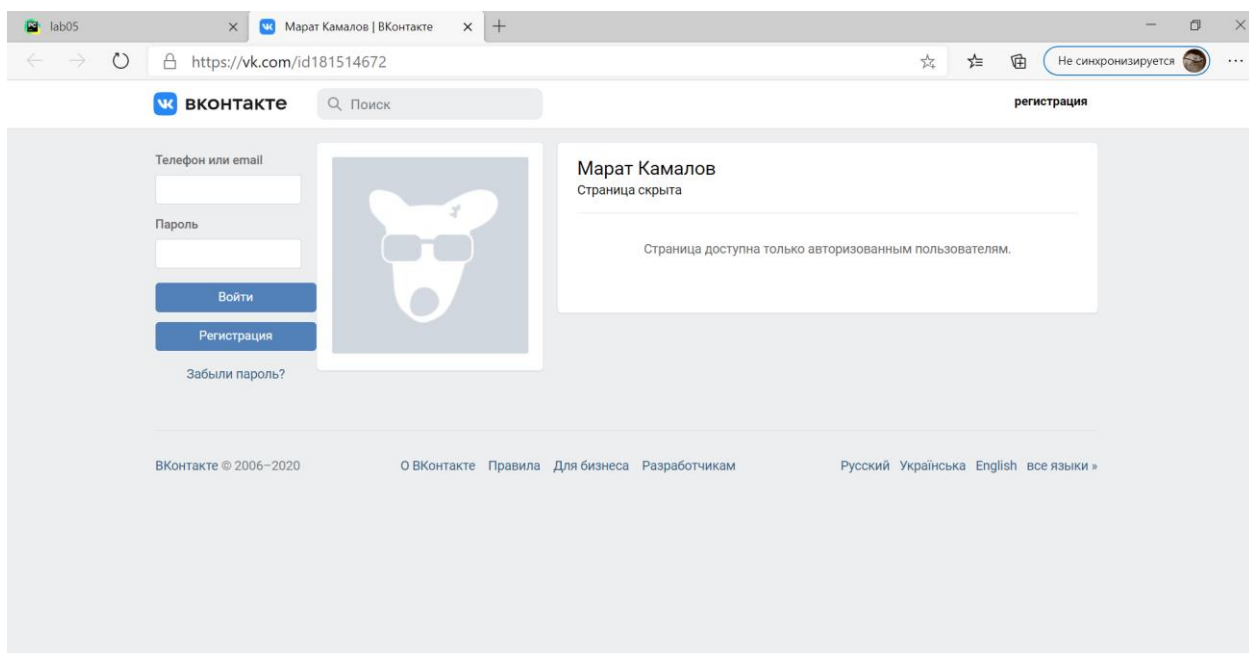 lab05
Марат Камалов | ВКонтакте
https://vk.com/id181514672
Не синхронизируется
вконтакте
Поиск
регистрация
Телефон или email
Пароль
Войти
Регистрация
Забыли пароль?
Марат Камалов
Страница скрыта
Страница доступна только авторизованным пользователям.
ВКонтакте © 2006–2020
О ВКонтакте Правила Для бизнеса Разработчикам
Русский Українська English все языки »